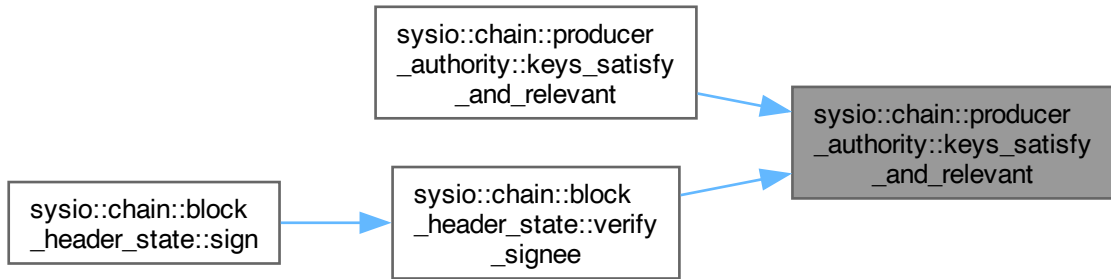 sysio::chain::producer
_authority::keys_satisfy
_and_relevant
sysio::chain::producer
_authority::keys_satisfy
_and_relevant
sysio::chain::block
_header_state::sign
sysio::chain::block
_header_state::verify
_signee